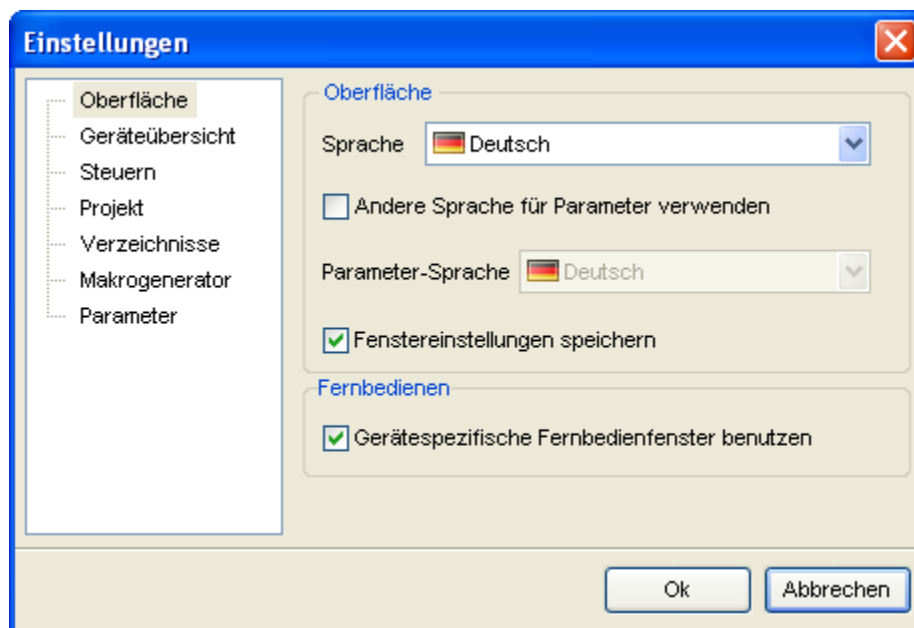 Einstellungen
Oberfläche
Geräteübersicht
Steuern
Projekt
Verzeichnisse
Makrogenerator
Parameter
Oberfläche
Sprache Deutsch
Andere Sprache für Parameter verwenden
Parameter-Sprache Deutsch
Fenstereinstellungen speichern
Fernbedienen
Gerätespezifische Fernbedienfenster benutzen
Ok Abbrechen